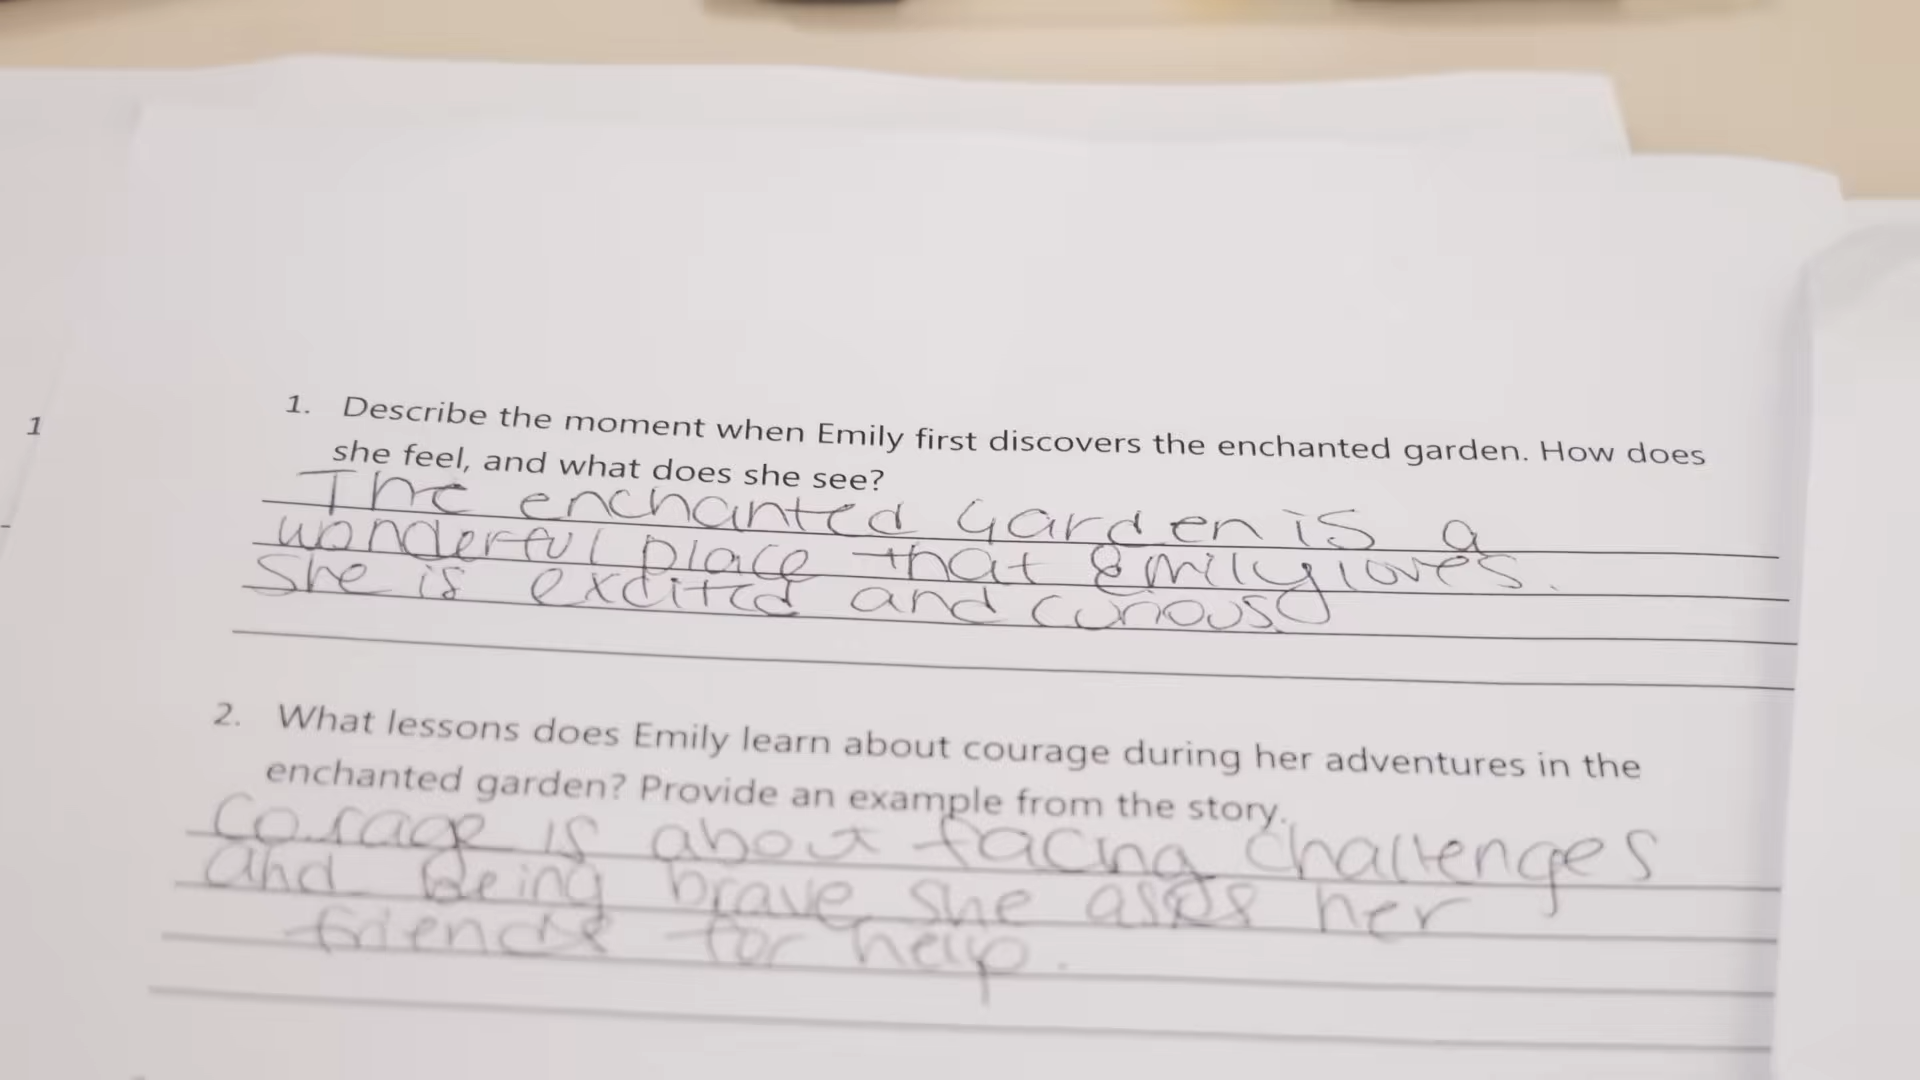 1
1. Describe the moment when Emily first discovers the enchanted garden. How does
she feel, and what does she see?
The enchanted garden is a
wonderful place that Emily loves.
She is excited and curious
2. What lessons does Emily learn about courage during her adventures in the
enchanted garden? Provide an example from the story.
Courage is about facing challenges
and Being brave she asks her
friends for help.